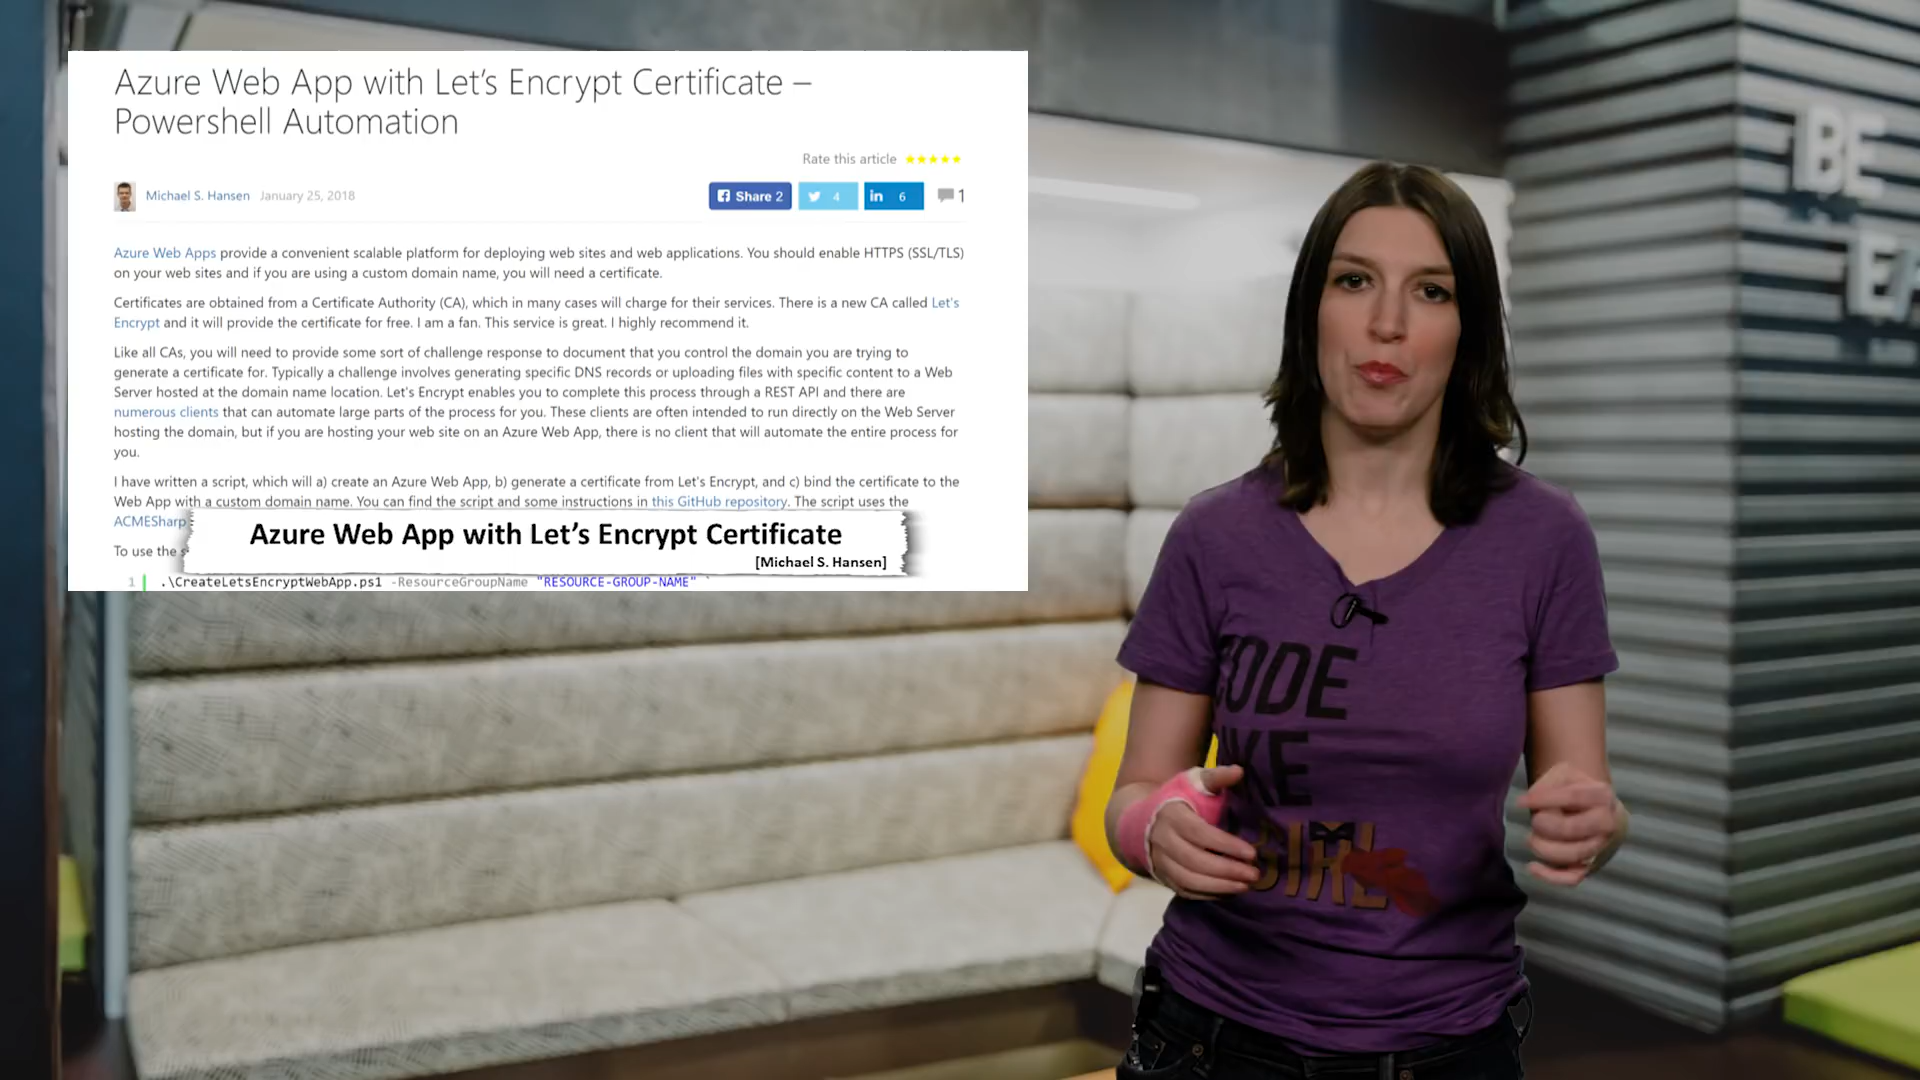 Azure Web App with Let's Encrypt Certificate –
Powershell Automation
Rate this article
Michael S. Hansen January 25, 2018
Share 2
4
in 6
1
Azure Web Apps provide a convenient scalable platform for deploying web sites and web applications. You should enable HTTPS (SSL/TLS)
on your web sites and if you are using a custom domain name, you will need a certificate.
Certificates are obtained from a Certificate Authority (CA), which in many cases will charge for their services. There is a new CA called Let's
Encrypt and it will provide the certificate for free. I am a fan. This service is great. I highly recommend it.
Like all CAs, you will need to provide some sort of challenge response to document that you control the domain you are trying to
generate a certificate for. Typically a challenge involves generating specific DNS records or uploading files with specific content to a Web
Server hosted at the domain name location. Let's Encrypt enables you to complete this process through a REST API and there are
numerous clients that can automate large parts of the process for you. These clients are often intended to run directly on the Web Server
hosting the domain, but if you are hosting your web site on an Azure Web App, there is no client that will automate the entire process for
you.
I have written a script, which will a) create an Azure Web App, b) generate a certificate from Let's Encrypt, and c) bind the certificate to the
Web App with a custom domain name. You can find the script and some instructions in this GitHub repository. The script uses the
ACMESharp
To use the
Azure Web App with Let's Encrypt Certificate
[Michael S. Hansen]
1 .\CreateLetsEncryptWebApp.ps1 -ResourceGroupName "RESOURCE-GROUP-NAME" `
BE
CODE
LIKE
GIRL